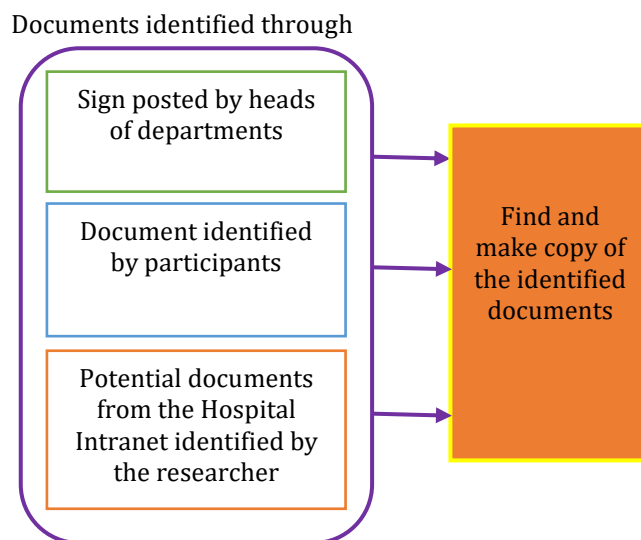 Documents identified through
Sign posted by heads
of departments
Document identified
by participants
Potential documents
from the Hospital
Intranet identified by
the researcher
Find and
make copy of
the identified
documents